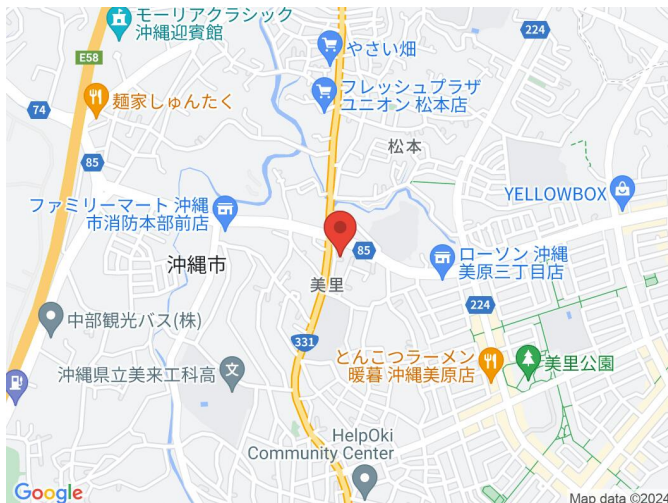 モーリアクラシック
沖縄迎賓館
E58
やさい畑
224
麺家しゅんたく
フレッシュプラザ
ユニオン 松本店
74
松本
85
YELLOWBOX
ファミリーマート 沖縄
市消防本部前店
85
ローソン 沖縄
美原三丁目店
沖縄市
美里
224
中部観光バス(株)
331
とんこつラーメン
暖暮 沖縄美原店
美里公園
沖縄県立美来工科高
文
HelpOki
Community Center
Google
Map data ©2024